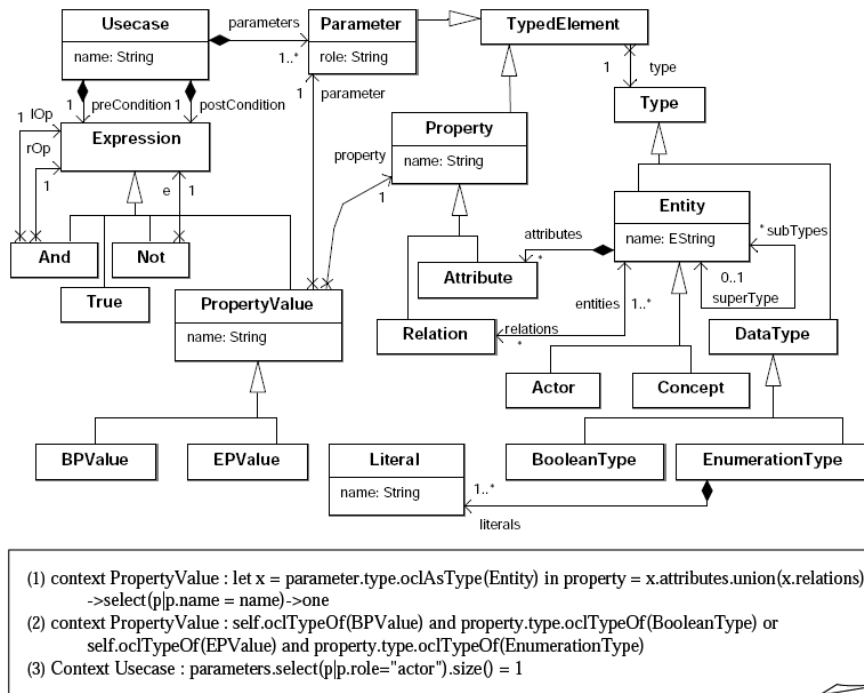 Usecase
parameters
Parameter
TypedElement
name: String
1..*
role: String
1
type
1
preCondition
1
postCondition
1
parameter
Type
1
lOp
Expression
Property
rOp
property
name: String
1
e
1
1
Entity
attributes
name: EString
* subTypes
And
Not
Attribute
*
0..1
True
PropertyValue
entities
1..*
superType
name: String
Relation
relations
*
DataType
Actor
Concept
BPValue
EPValue
Literal
BooleanType
EnumerationType
name: String
1..*
literals
(1) context PropertyValue : let x = parameter.type.oclAsType(Entity) in property = x.attributes.union(x.relations)
->select(p|p.name = name)->one
(2) context PropertyValue : self.oclTypeOf(BPValue) and property.type.oclTypeOf(BooleanType) or
self.oclTypeOf(EPValue) and property.type.oclTypeOf(EnumerationType)
(3) Context Usecase : parameters.select(p|p.role="actor").size() = 1